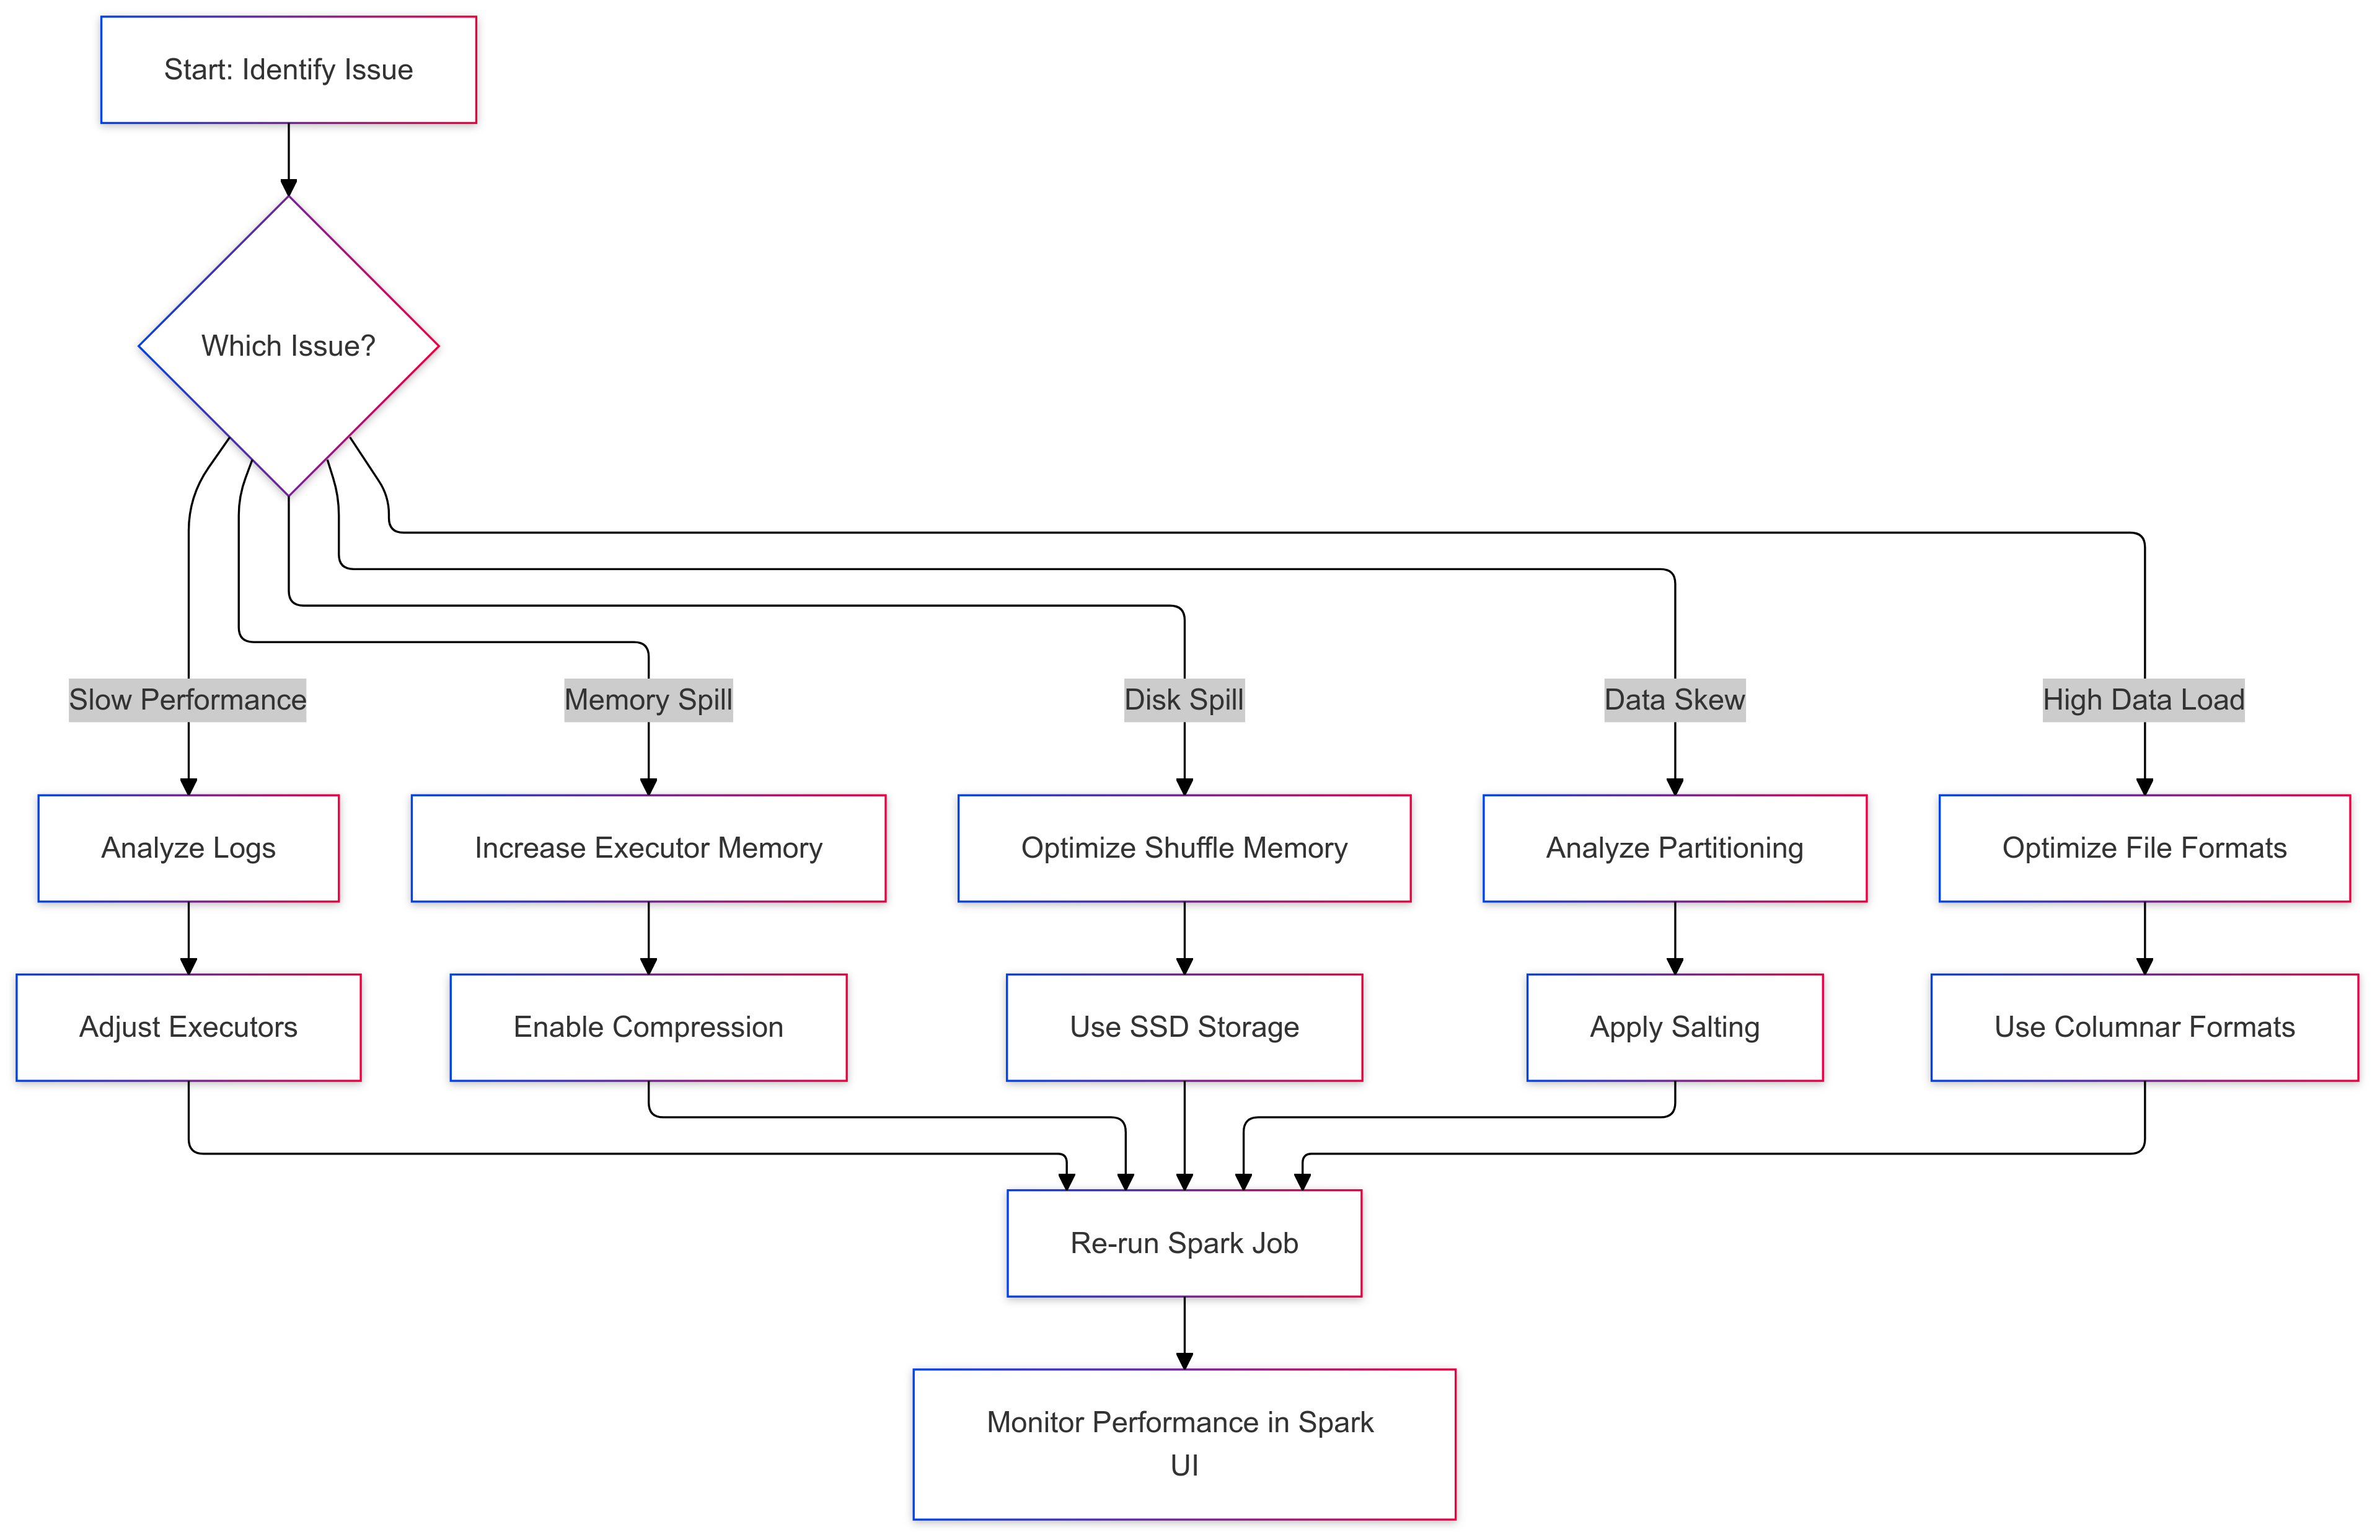 Start: Identify Issue
Which Issue?
Slow Performance
Memory Spill
Disk Spill
Data Skew
High Data Load
Analyze Logs
Increase Executor Memory
Optimize Shuffle Memory
Analyze Partitioning
Optimize File Formats
Adjust Executors
Enable Compression
Use SSD Storage
Apply Salting
Use Columnar Formats
Re-run Spark Job
Monitor Performance in Spark
UI